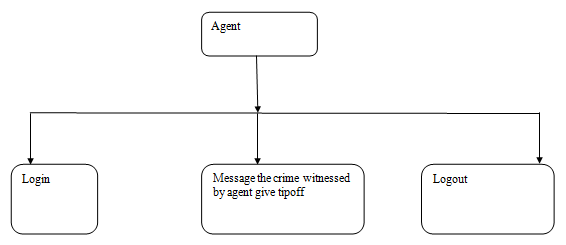 Agent
Login
Message the crime witnessed
by agent give tipoff
Logout